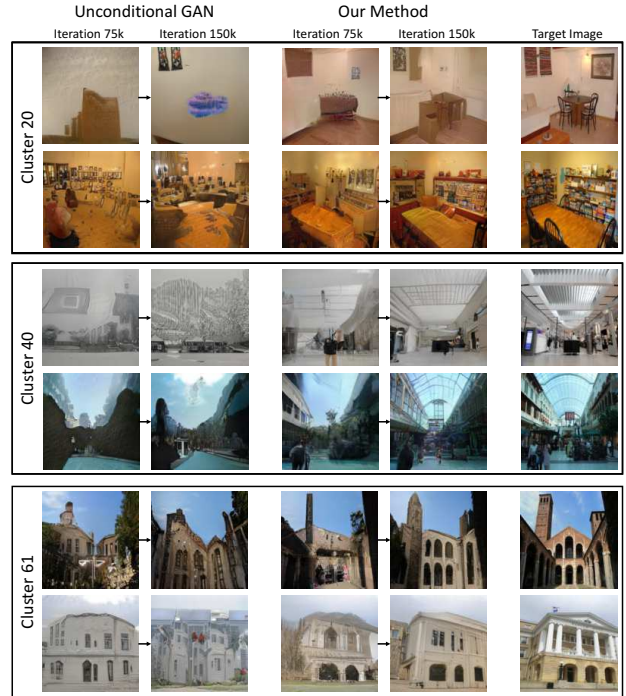 Unconditional GAN Our Method
Iteration 75k Iteration 150k Iteration 75k Iteration 150k Target Image
Cluster 20
Cluster 40
Cluster 61